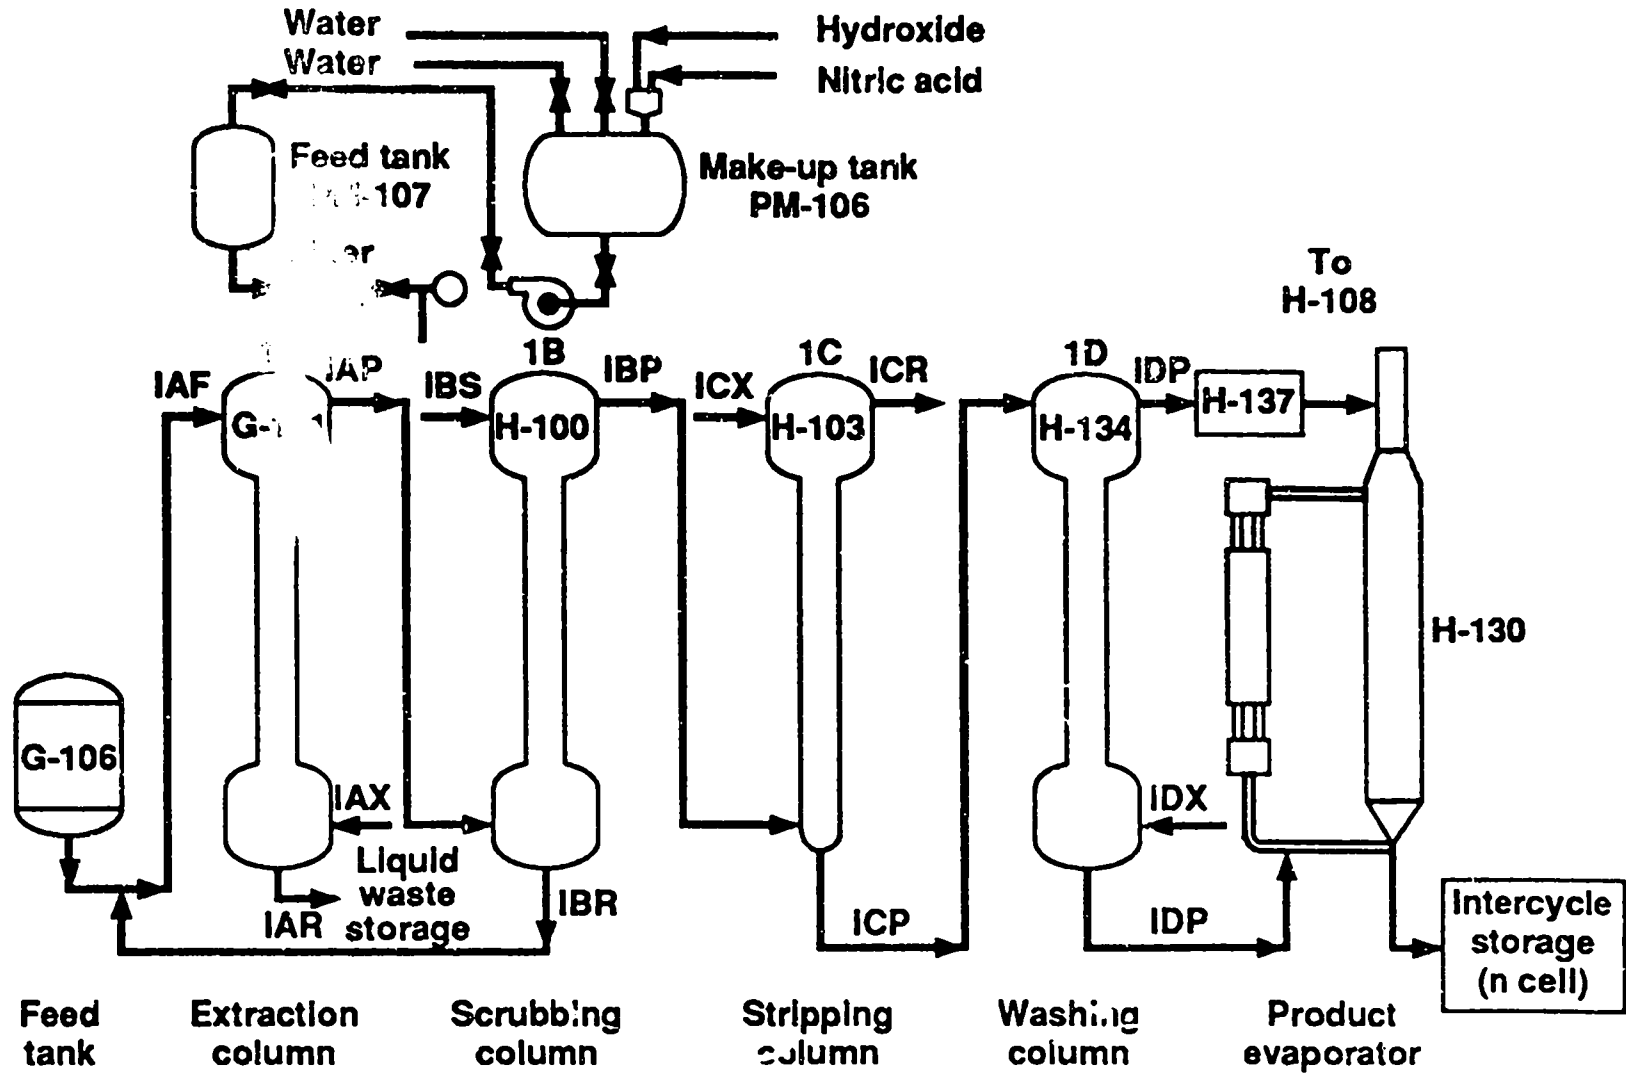 Water
Hydroxide
Water
Nitric acid
Feed tank
-107
Make-up tank
PM-106
To
H-108
1B
1C
1D
IAF
IAP
IBS
IBP
ICX
ICR
IDP
H-100
H-103
H-134
H-137
H-130
G-106
IAX
IDX
Liquid
waste
storage
IAR
IBR
ICP
IDP
Intercycle
storage
(n cell)
Feed
tank
Extraction
column
Scrubbing
column
Stripping
column
Washing
column
Product
evaporator